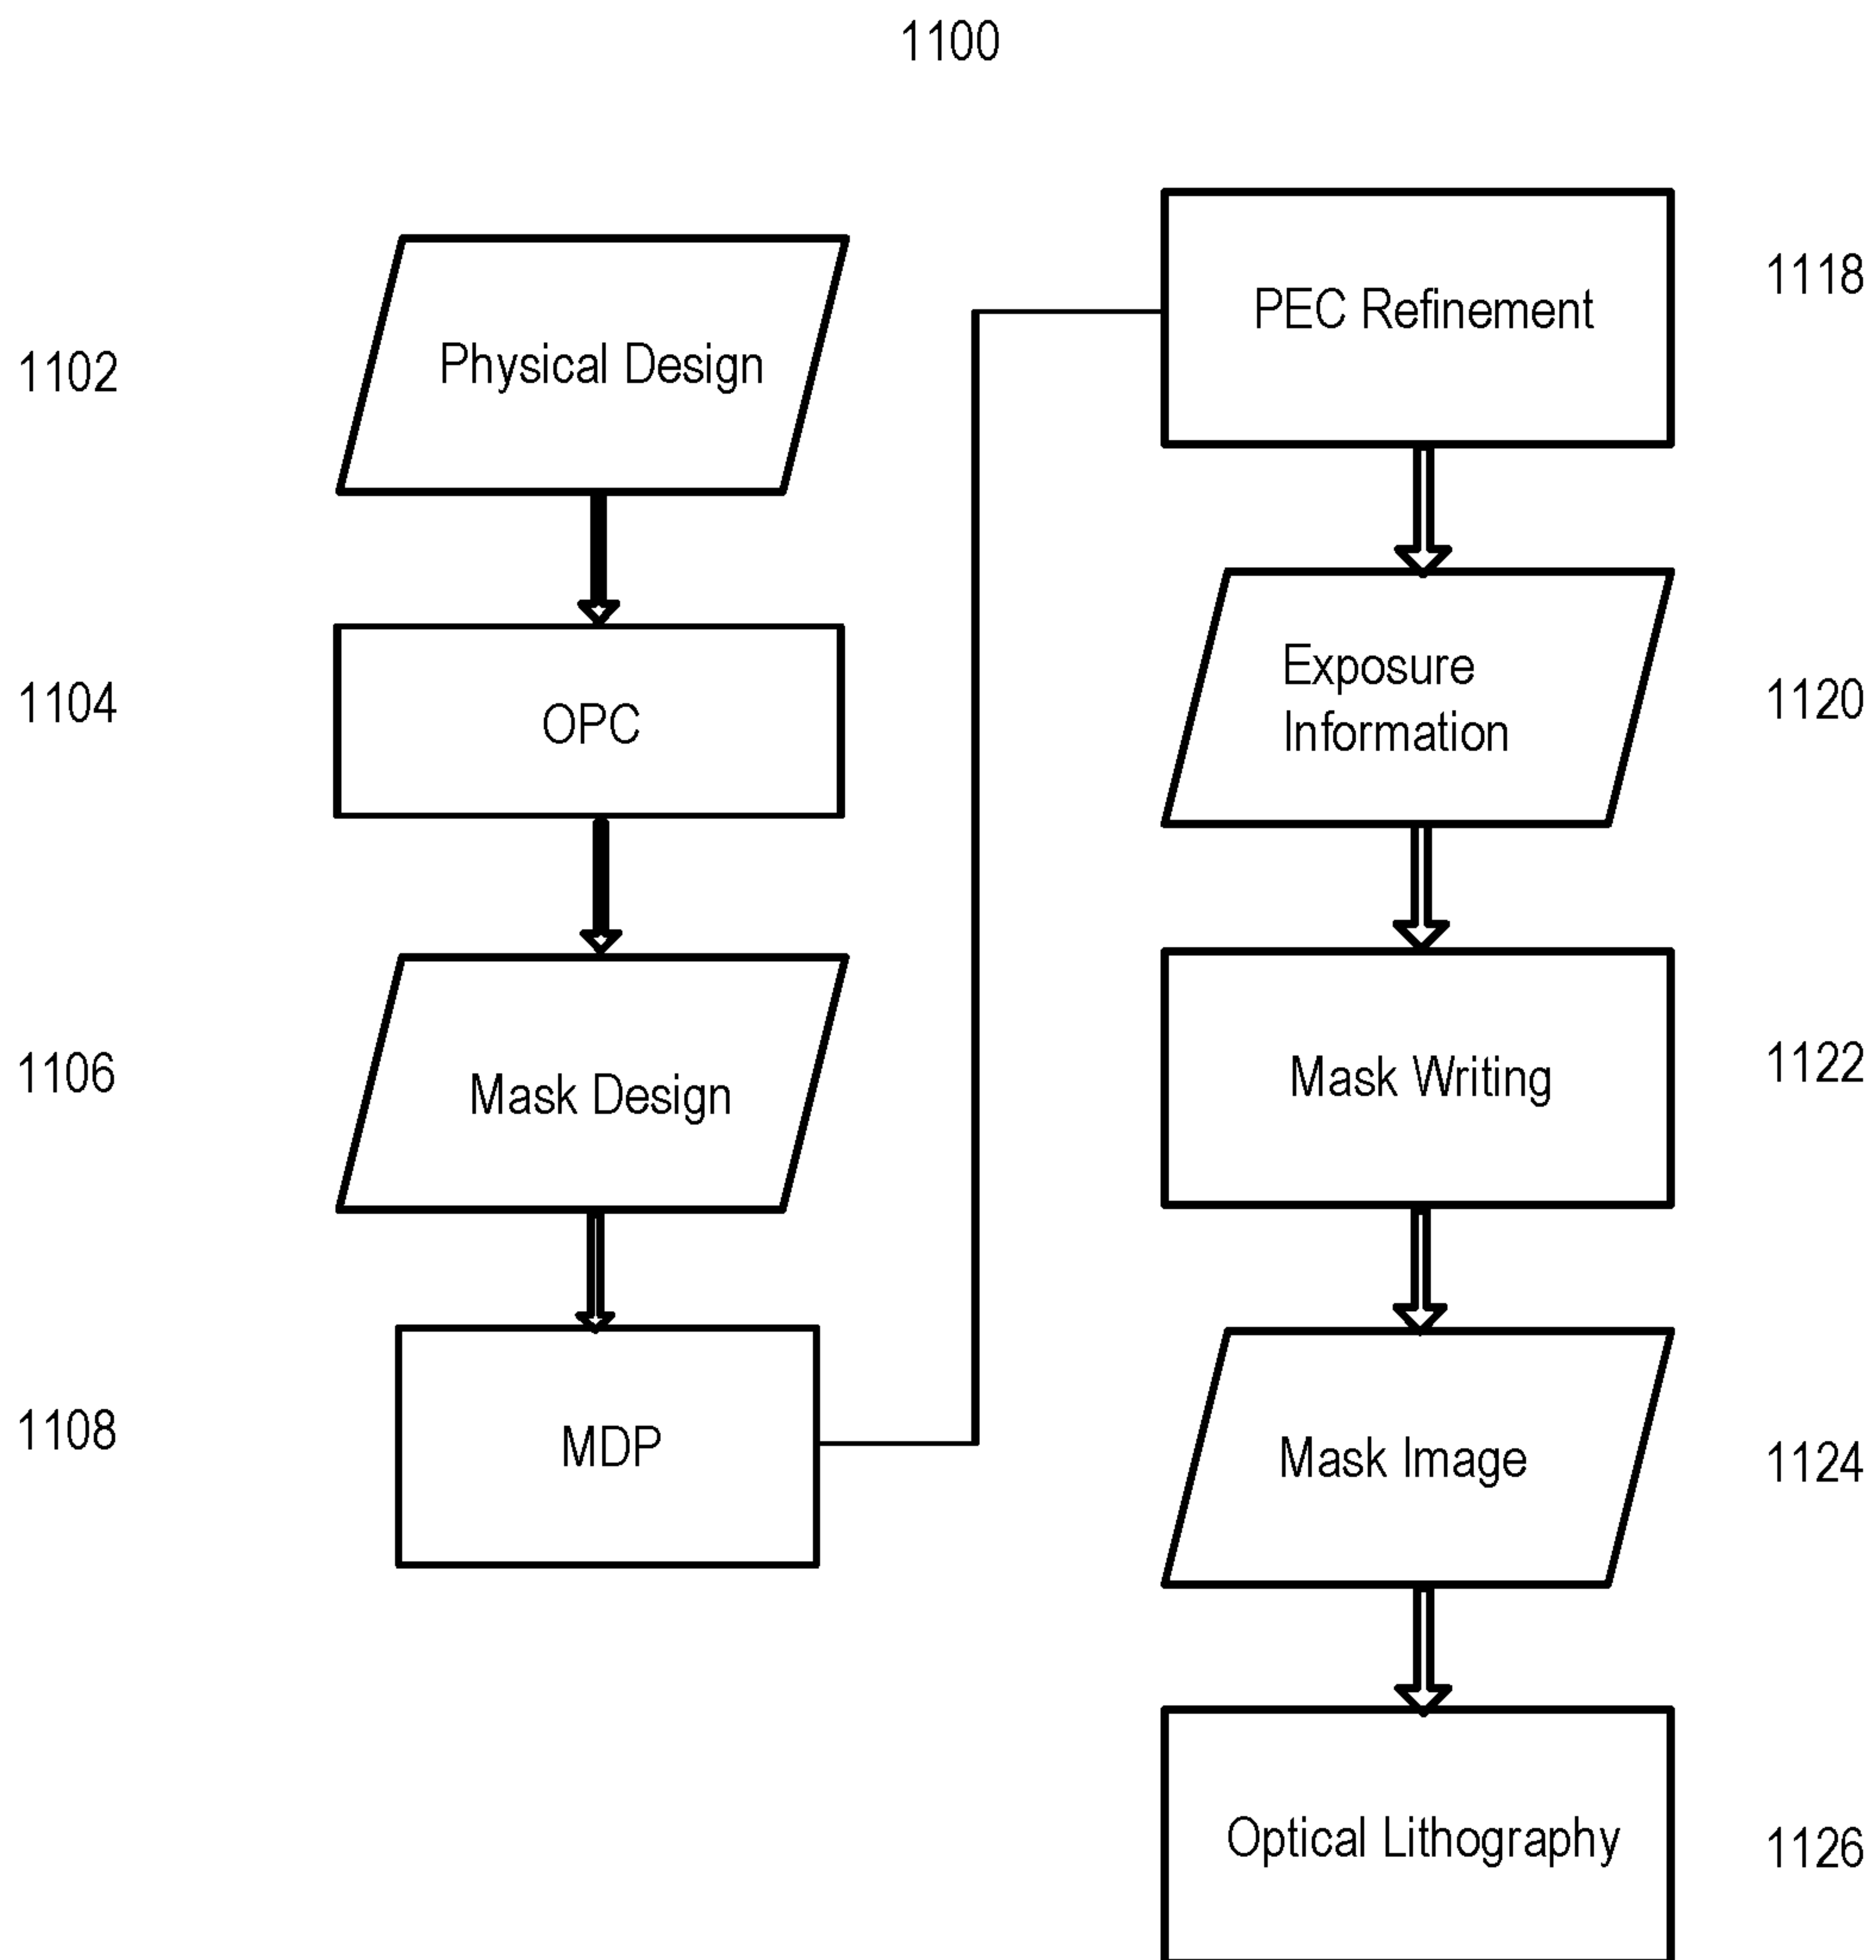 1100
1102
Physical Design
1104
OPC
1106
Mask Design
1108
MDP
PEC Refinement
1118
Exposure
Information
1120
Mask Writing
1122
Mask Image
1124
Optical Lithography
1126